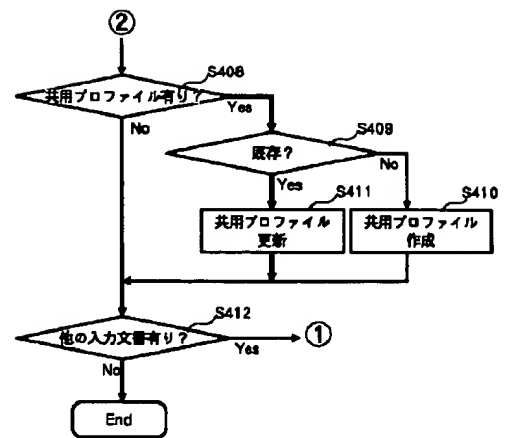 ②
S408
共用プロファイル有り?
Yes
No
S409
既存?
No
Yes
S411
S410
共用プロファイル
更新
共用プロファイル
作成
S412
他の入力文書有り?
Yes
①
No
End